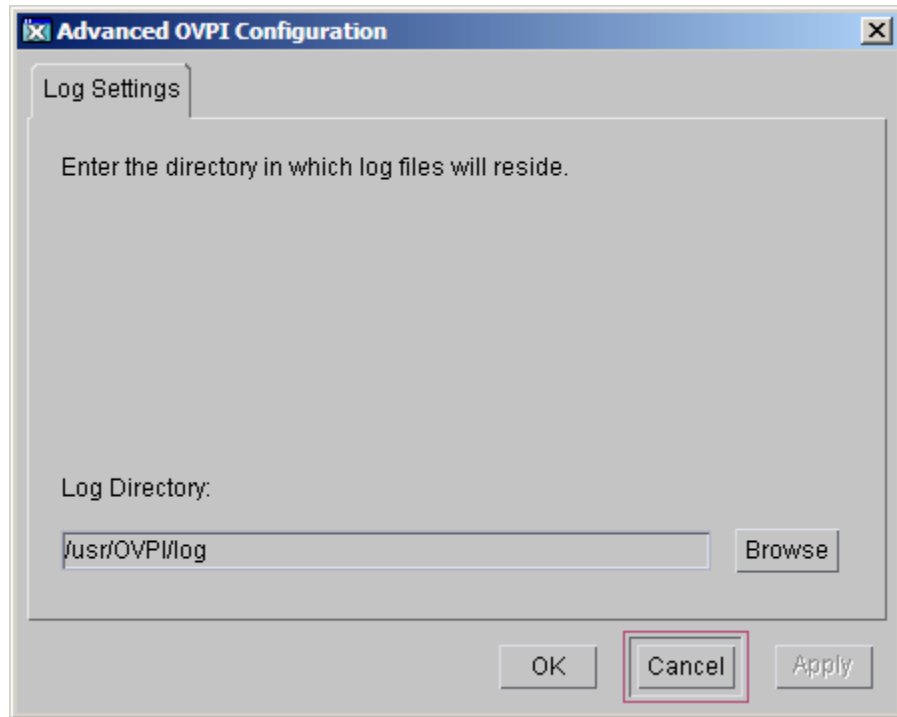 Advanced OVPI Configuration
Log Settings
Enter the directory in which log files will reside.
Log Directory:
/usr/OVPI/log
Browse
OK
Cancel
Apply